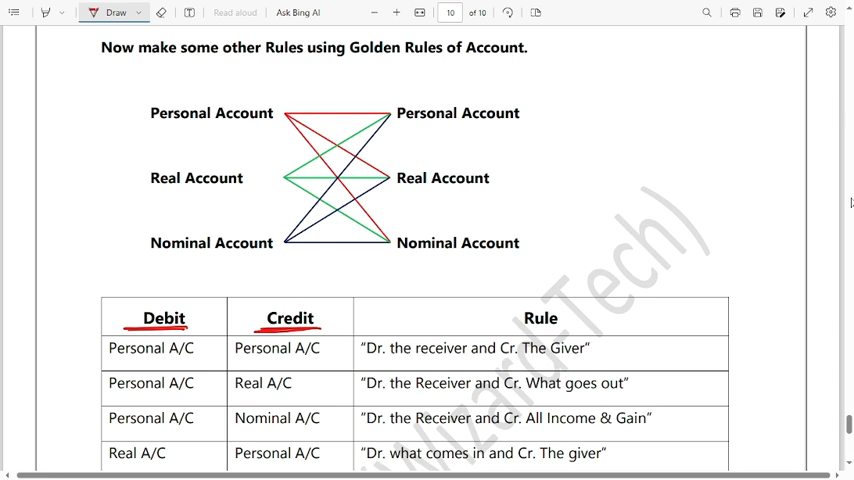 Draw
Read aloud
Ask Bing AI
10
of 10
Now make some other Rules using Golden Rules of Account.
Personal Account Personal Account
Real Account Real Account
Nominal Account Nominal Account
Debit Credit Rule
Personal A/C Personal A/C "Dr. the receiver and Cr. The Giver"
Personal A/C Real A/C "Dr. the Receiver and Cr. What goes out"
Personal A/C Nominal A/C "Dr. the Receiver and Cr. All Income & Gain"
Real A/C Personal A/C "Dr. what comes in and Cr. The giver"
(Wizard-Tech)